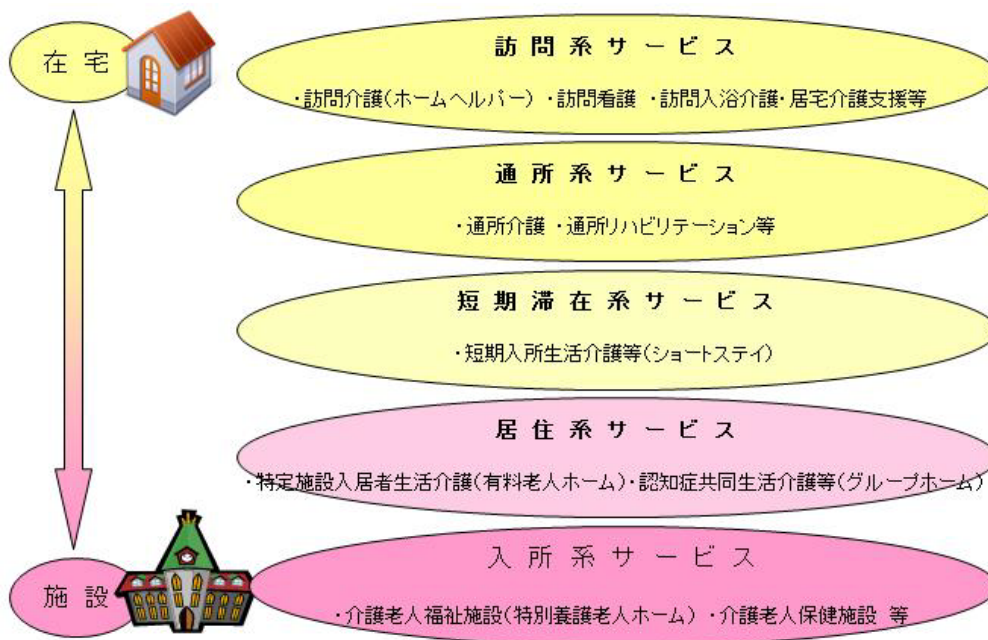 在宅
訪問系サービス
・訪問介護(ホームヘルパー) ・訪問看護 ・訪問入浴介護・居宅介護支援等
通所系サービス
・通所介護 ・通所リハビリテーション等
短期滞在系サービス
・短期入所生活介護等(ショートステイ)
居住系サービス
・特定施設入居者生活介護(有料老人ホーム)・認知症共同生活介護等(グループホーム)
施設
入所系サービス
・介護老人福祉施設(特別養護老人ホーム) ・介護老人保健施設 等